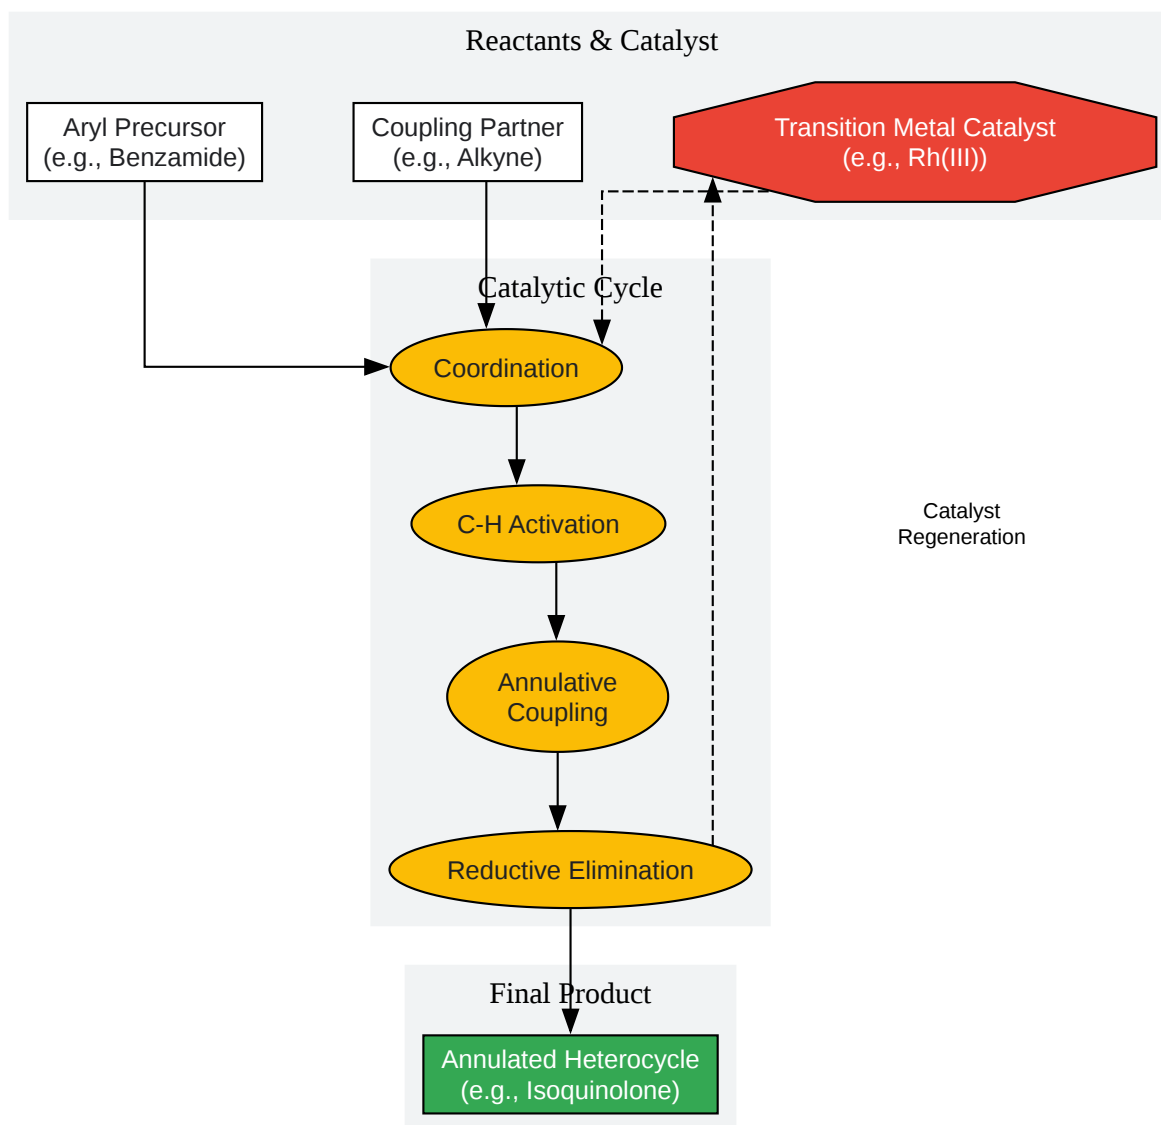 Reactants & Catalyst
Aryl Precursor
(e.g., Benzamide)
Coupling Partner
(e.g., Alkyne)
Transition Metal Catalyst
(e.g., Rh(III))
Catalytic Cycle
Coordination
C-H Activation
Catalyst
Regeneration
Annulative
Coupling
Reductive Elimination
Final Product
Annulated Heterocycle
(e.g., Isoquinolone)